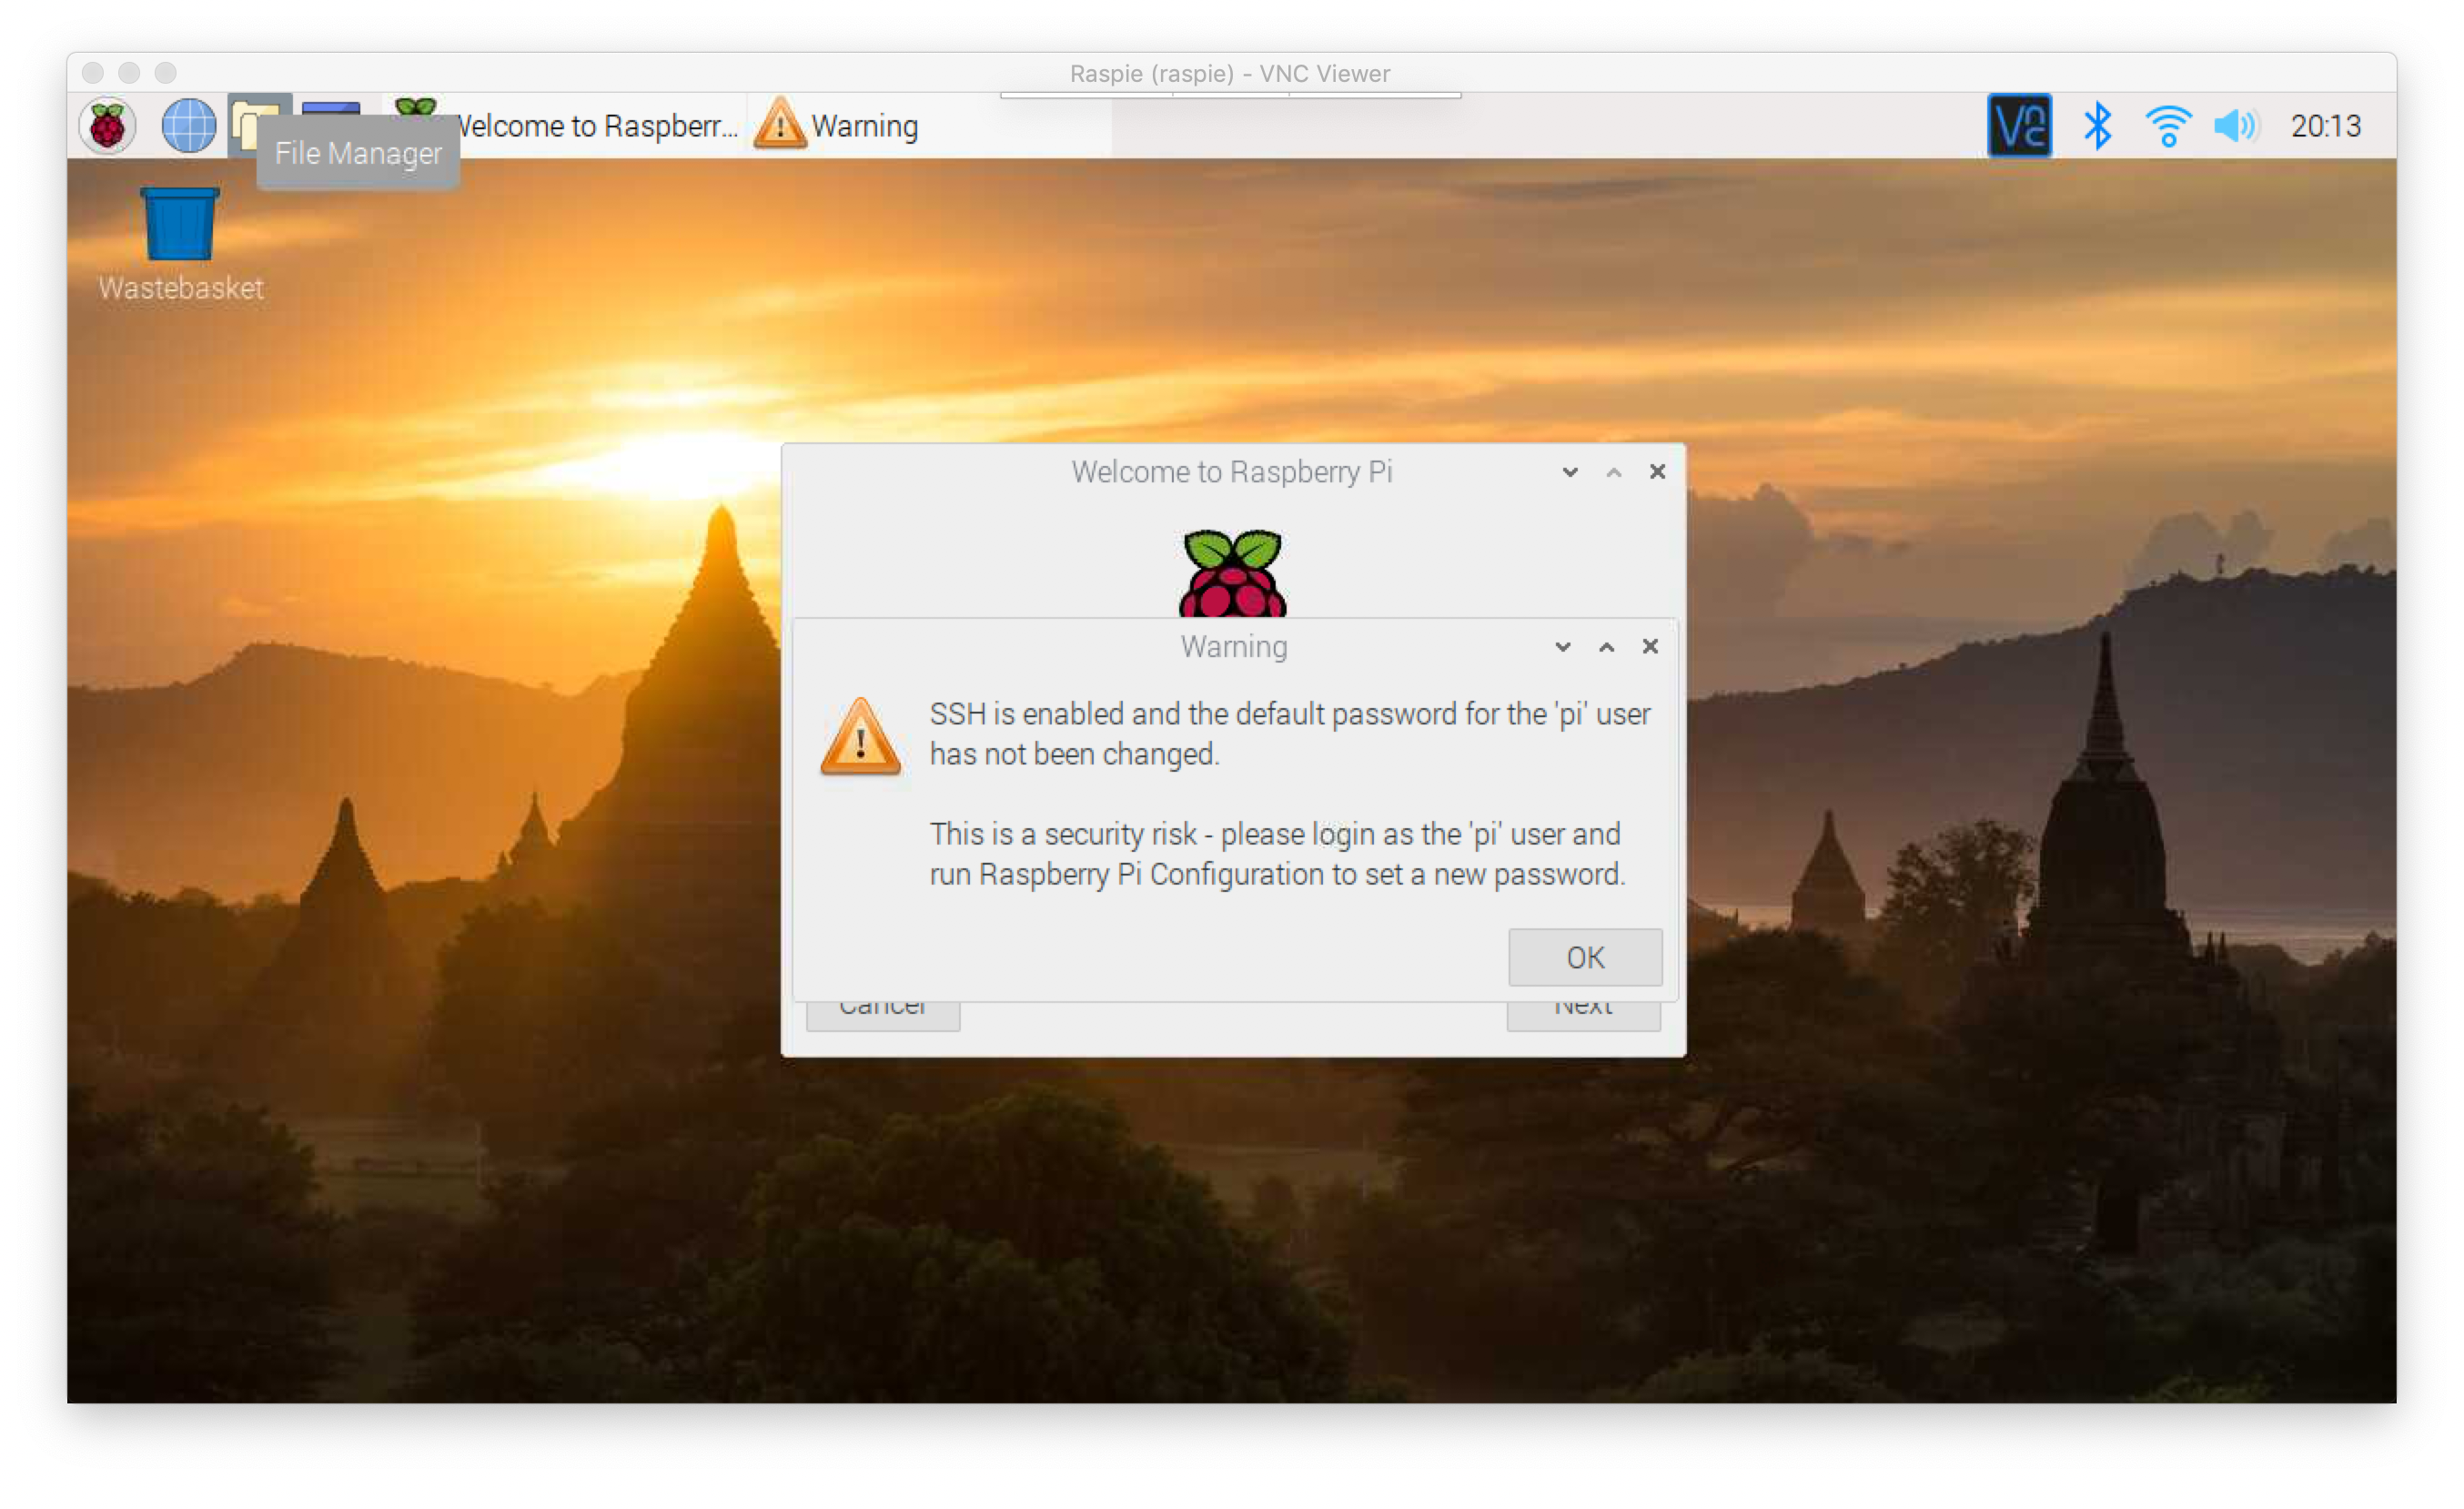 Raspie (raspie) - VNC Viewer
Welcome to Raspberr...
Warning
VNC
20:13
File Manager
Wastebasket
Welcome to Raspberry Pi
Warning
SSH is enabled and the default password for the 'pi' user
has not been changed.
This is a security risk - please login as the 'pi' user and
run Raspberry Pi Configuration to set a new password.
OK
Cancel
Next